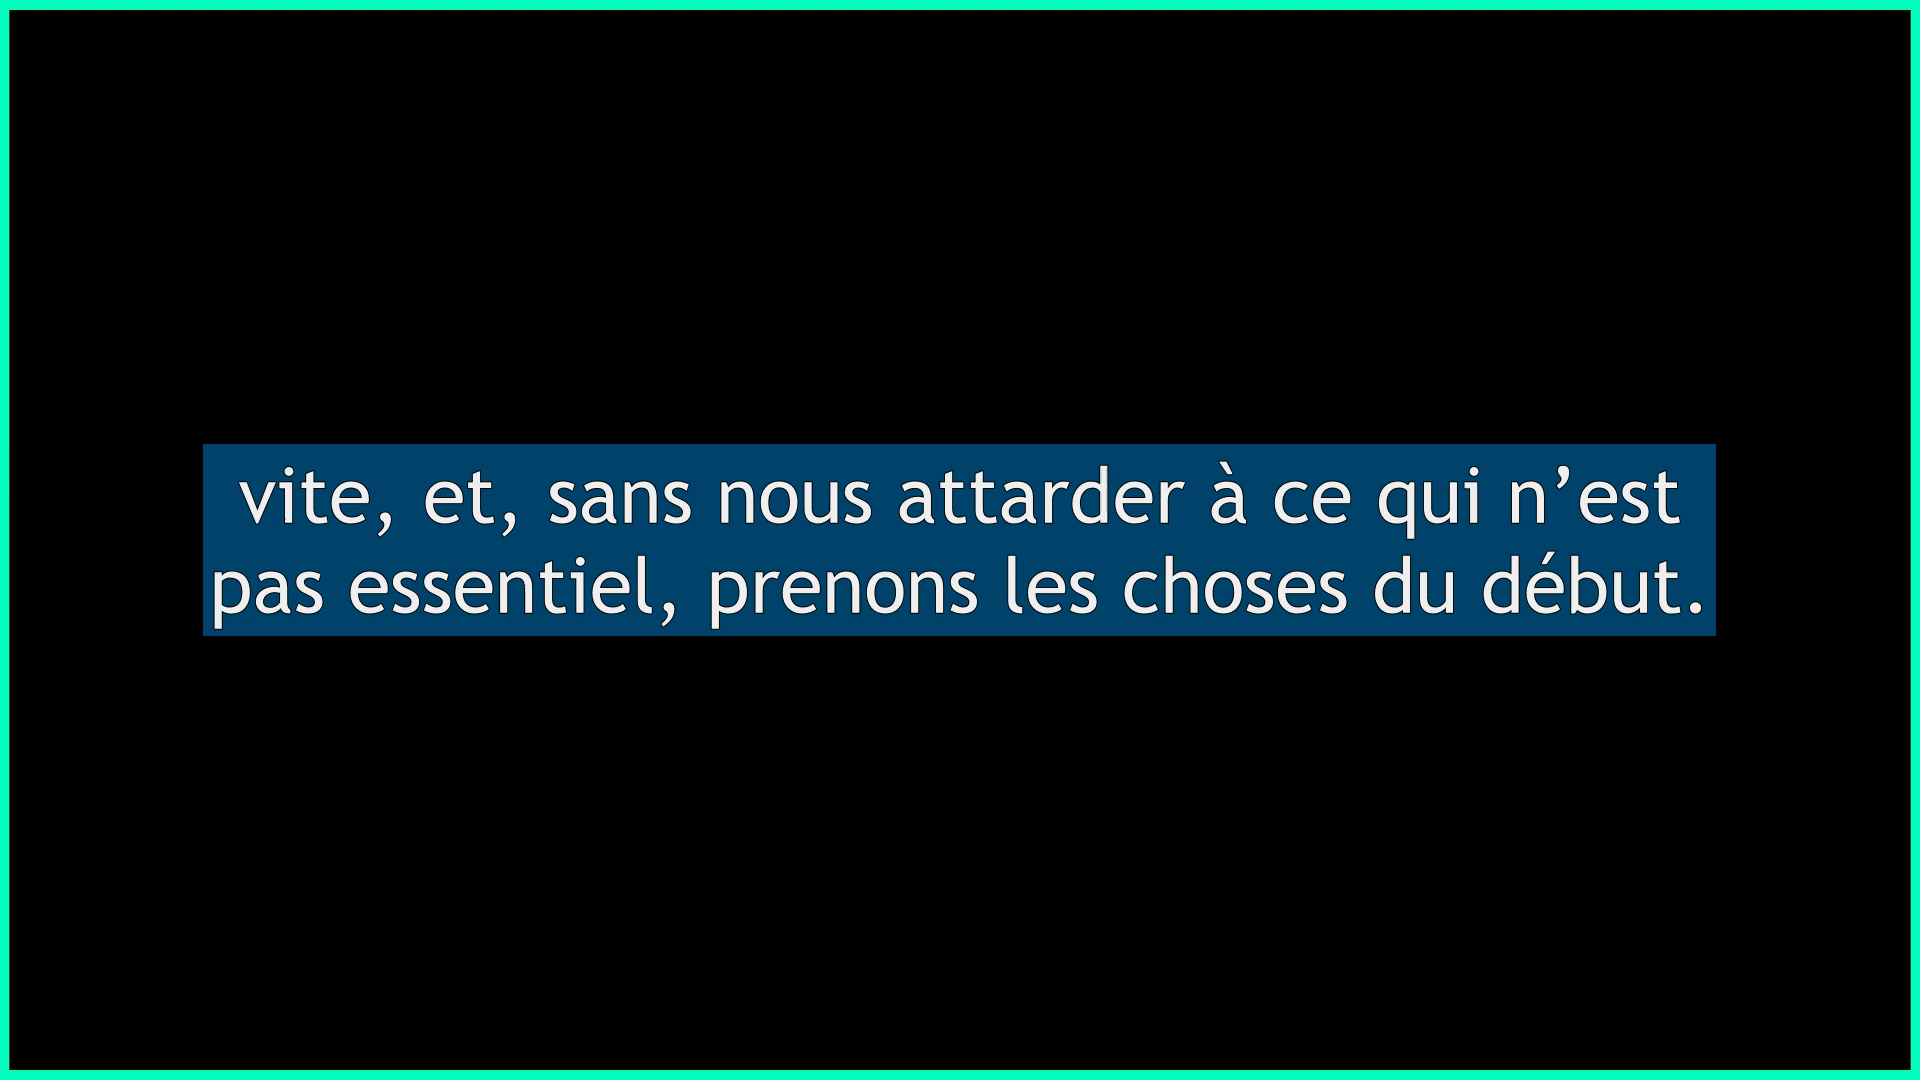 vite, et, sans nous attarder à ce qui n’est
pas essentiel, prenons les choses du début.